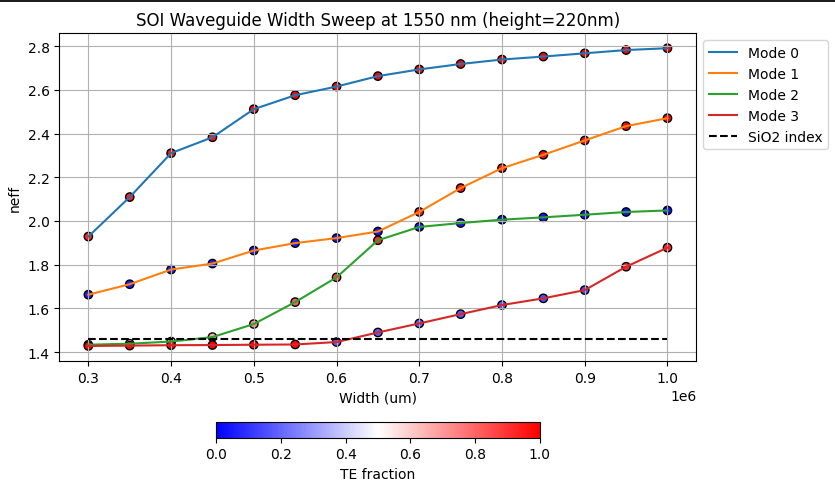 SOI Waveguide Width Sweep at 1550 nm (height=220nm)
2.8
2.6
2.4
2.2
2.0
1.8
1.6
1.4
neff
0.3 0.4 0.5 0.6 0.7 0.8 0.9 1.0
1e6
Width (um)
Mode 0
Mode 1
Mode 2
Mode 3
SiO2 index
0.0 0.2 0.4 0.6 0.8 1.0
TE fraction